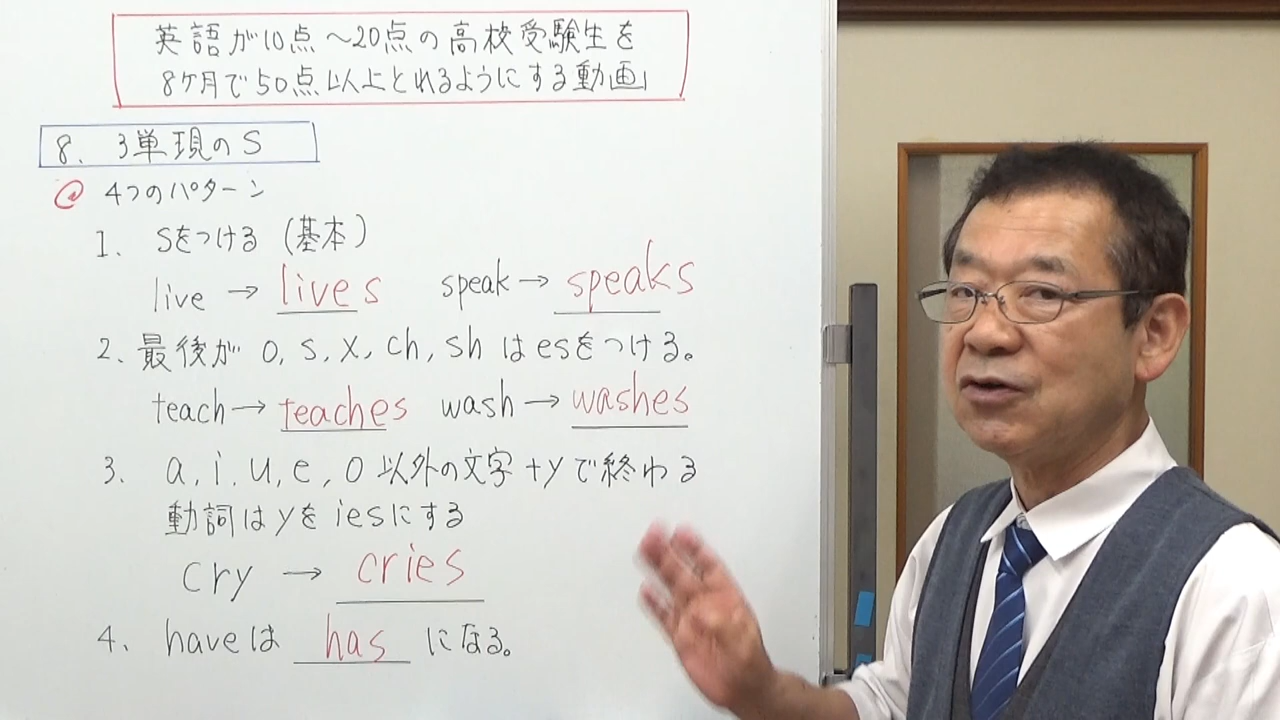 英語が10点〜20点の高校受験生を
8ヶ月で50点以上とれるようにする動画」
8. 3単現のS
@ 4つのパターン
1. Sをつける (基本)
live → lives speak → speaks
2. 最後が o, s, x, ch, sh はesをつける。
teach → teaches wash → washes
3. a, i, u, e, o 以外の文字 +yで終わる
動詞はyをiesにする
cry → cries
4. haveは has になる。